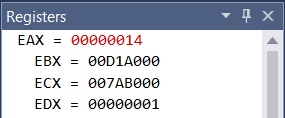 Registers
EAX = 00000014
EBX = 00D1A000
ECX = 007AB000
EDX = 00000001